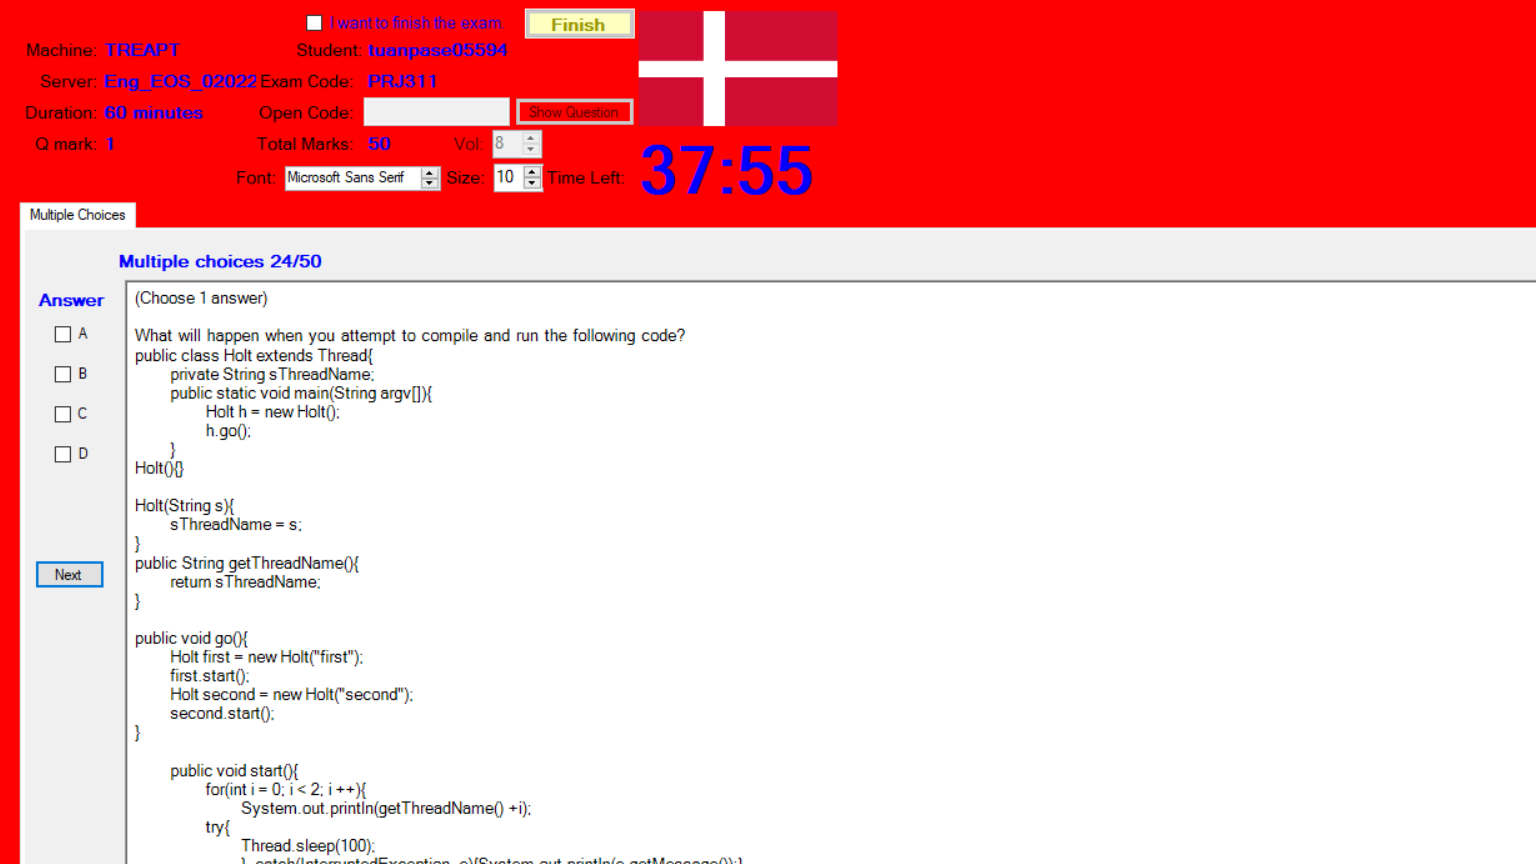 I want to finish the exam.
Finish
Machine: TREAPT
Student: tuanpase05594
Server: Eng_EOS_02022
Exam Code: PRJ311
Duration: 60 minutes
Open Code:
Show Question
Q mark: 1
Total Marks: 50
Vol: 8
Font: Microsoft Sans Serif
Size: 10
Time Left: 37:55
Multiple Choices
Multiple choices 24/50
Answer
A
B
C
D
Next
(Choose 1 answer)
What will happen when you attempt to compile and run the following code?
public class Holt extends Thread{
private String sThreadName;
public static void main(String argv[]){
Holt h = new Holt();
h.go();
}
Holt(){}
Holt(String s){
sThreadName = s;
}
public String getThreadName(){
return sThreadName;
}
public void go(){
Holt first = new Holt("first");
first.start();
Holt second = new Holt("second");
second.start();
}
public void start(){
for(int i = 0; i < 2; i ++){
System.out.println(getThreadName() +i);
try{
Thread.sleep(100);
} catch(InterruptedException e){System.out.println(e.getMessage());}